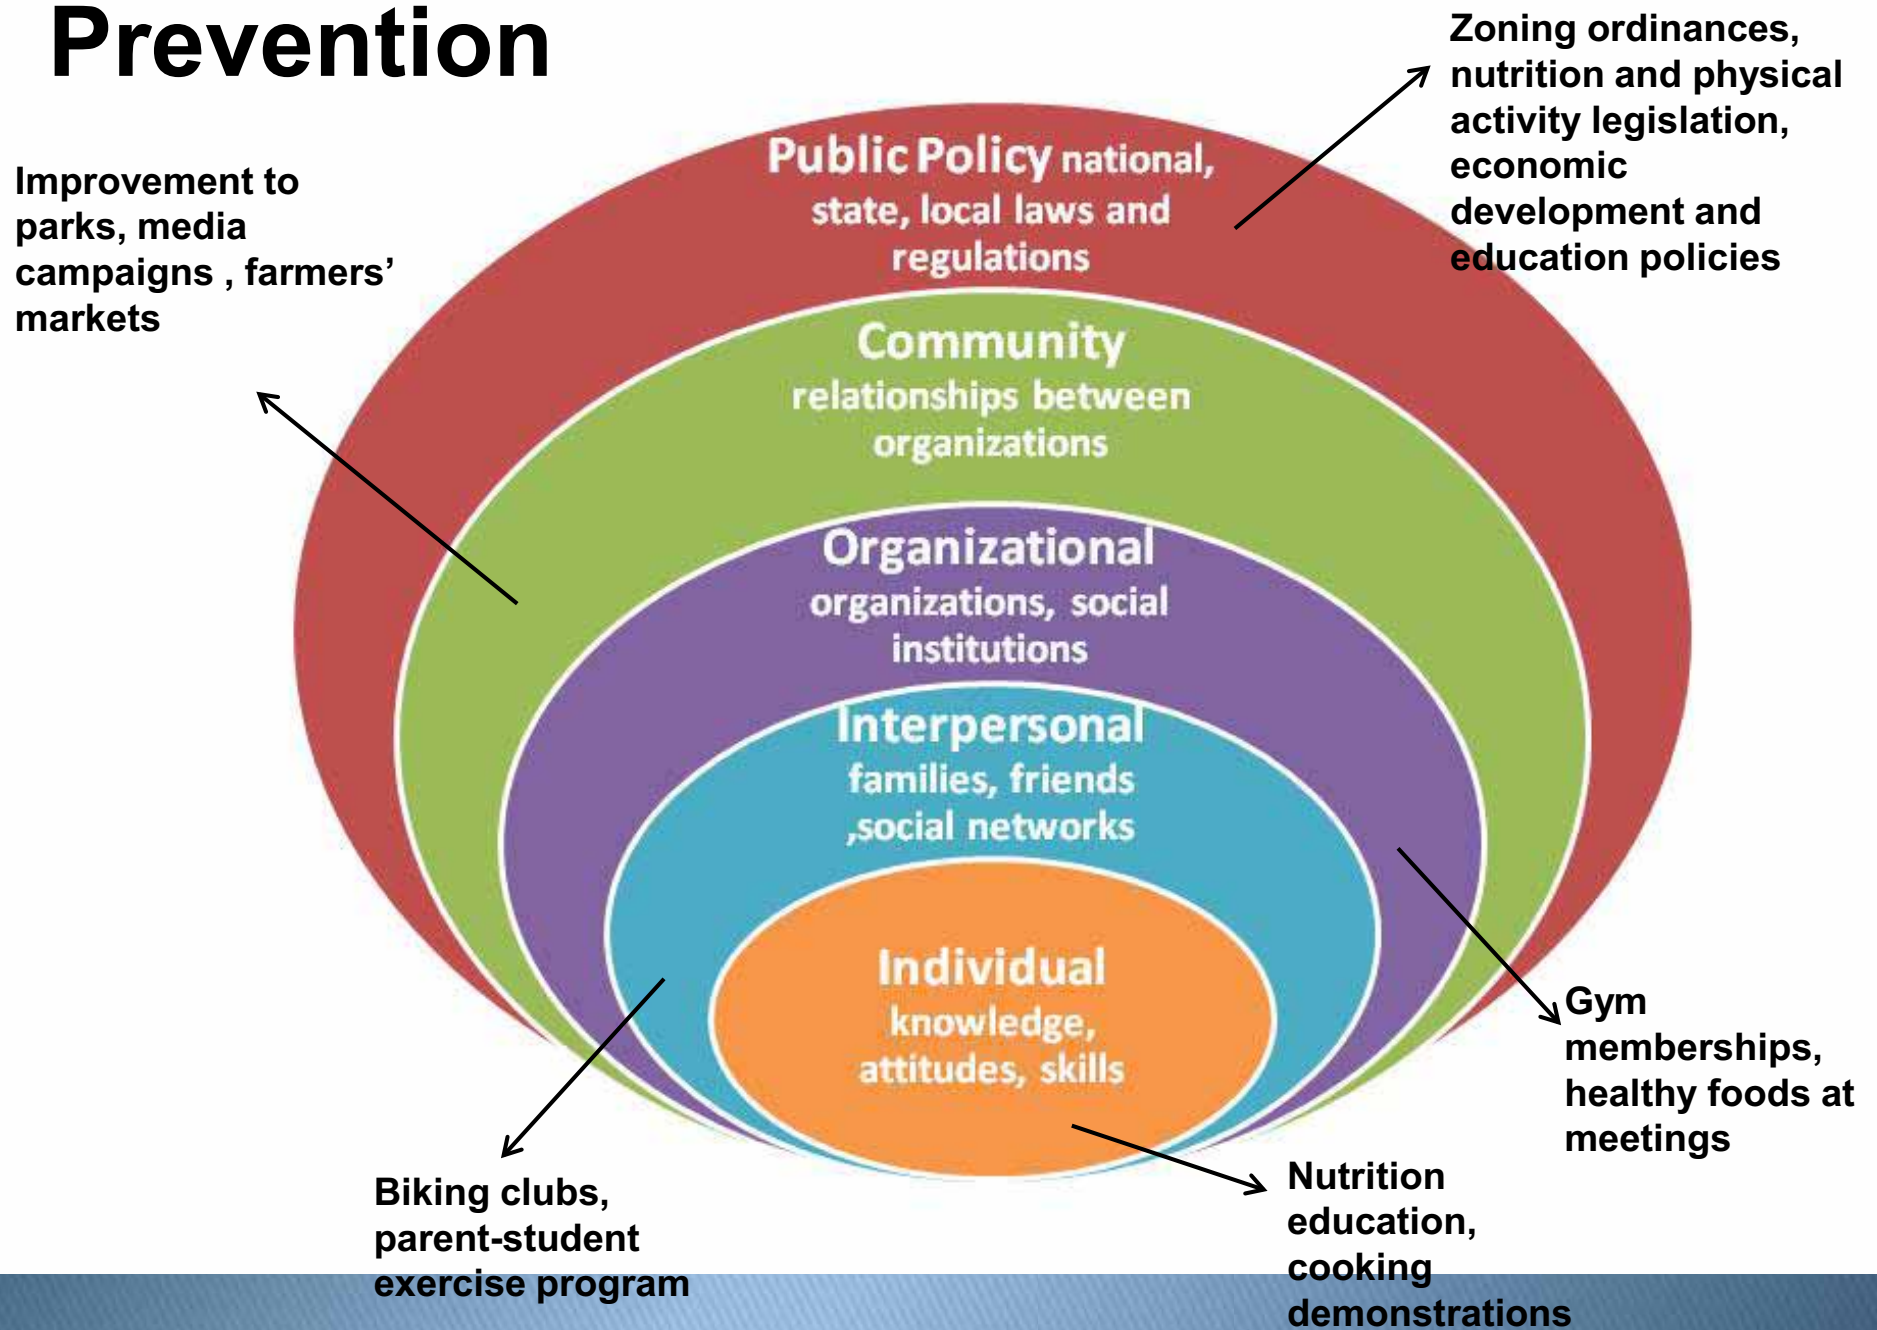 Prevention
Zoning ordinances,
nutrition and physical
activity legislation,
economic
development and
education policies
Improvement to
parks, media
campaigns , farmers’
markets
Public Policy national,
state, local laws and
regulations
Community
relationships between
organizations
Organizational
organizations, social
institutions
Interpersonal
families, friends
,social networks
Individual
knowledge,
attitudes, skills
Gym
memberships,
healthy foods at
meetings
Biking clubs,
parent-student
exercise program
Nutrition
education,
cooking
demonstrations